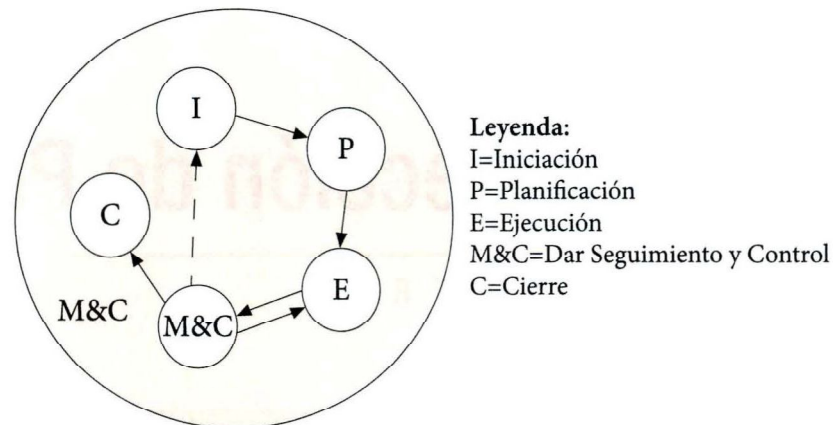 I
P
C
E
M&C
M&C
Leyenda:
I=Iniciación
P=Planificación
E=Ejecución
M&C=Dar Seguimiento y Control
C=Cierre